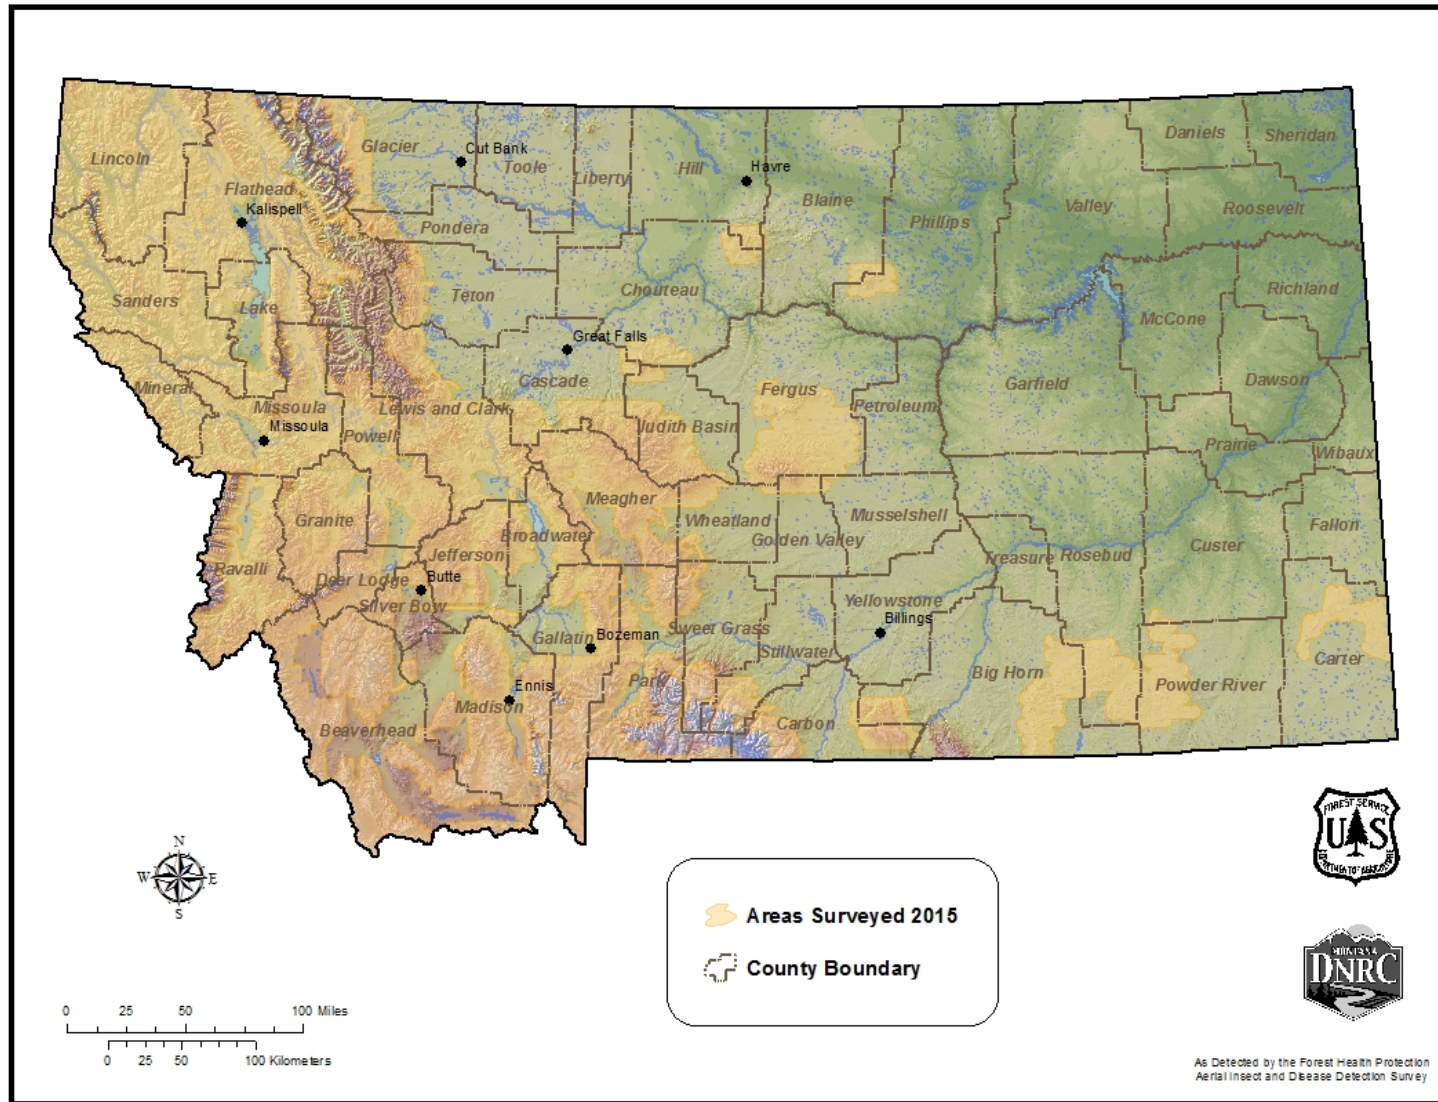 Lincoln
Flathead
Kalispell
Glacier
Cut Bank
Toole
Liberty
Hill
Havre
Blaine
Phillips
Valley
Daniels
Sheridan
Roosevelt
Pondera
Sanders
Lake
Teton
Chouteau
Richland
McCone
Great Falls
Mineral
Cascade
Fergus
Petroleum
Garfield
Dawson
Missoula
Missoula
Lewis and Clark
Powell
Judith Basin
Prairie
Wibaux
Granite
Meagher
Wheatland
Golden Valley
Musselshell
Fallon
Ravalli
Deer Lodge
Butte
Jefferson
Broadwater
Treasure
Rosebud
Custer
Silver Bow
Gallatin
Bozeman
Sweet Grass
Stillwater
Yellowstone
Billings
Big Horn
Powder River
Carter
Ennis
Madison
Park
Beaverhead
Carbon
N
W
E
S
Areas Surveyed 2015
County Boundary
0 25 50 100 Miles
0 25 50 100 Kilometers
FOREST SERVICE
U S
DEPARTMENT OF AGRICULTURE
MONTANA
DNRC
As Detected by the Forest Health Protection
Aerial Insect and Disease Detection Survey